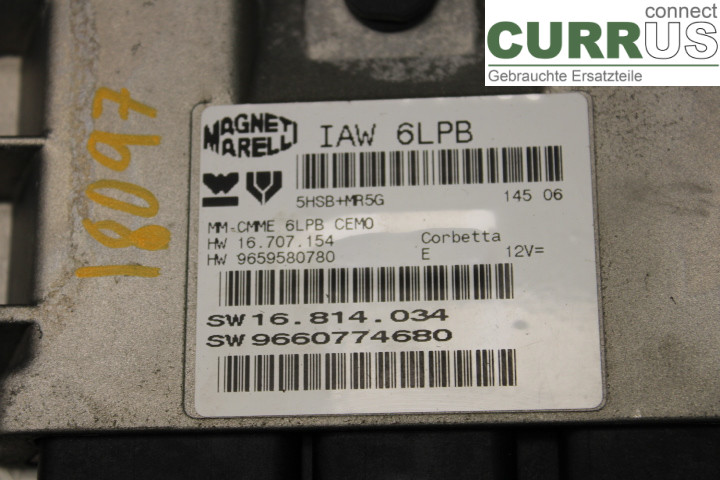 connect
CURRUS
Gebrauchte Ersatzteile
18097
MAGNETI
MARELLI
IAW 6LPB
5HSB+MR5G 145 06
MM-CMME 6LPB CEMO
HW 16.707.154 Corbetta
HW 9659580780 E 12V=
SW 16.814.034
SW 9660774680